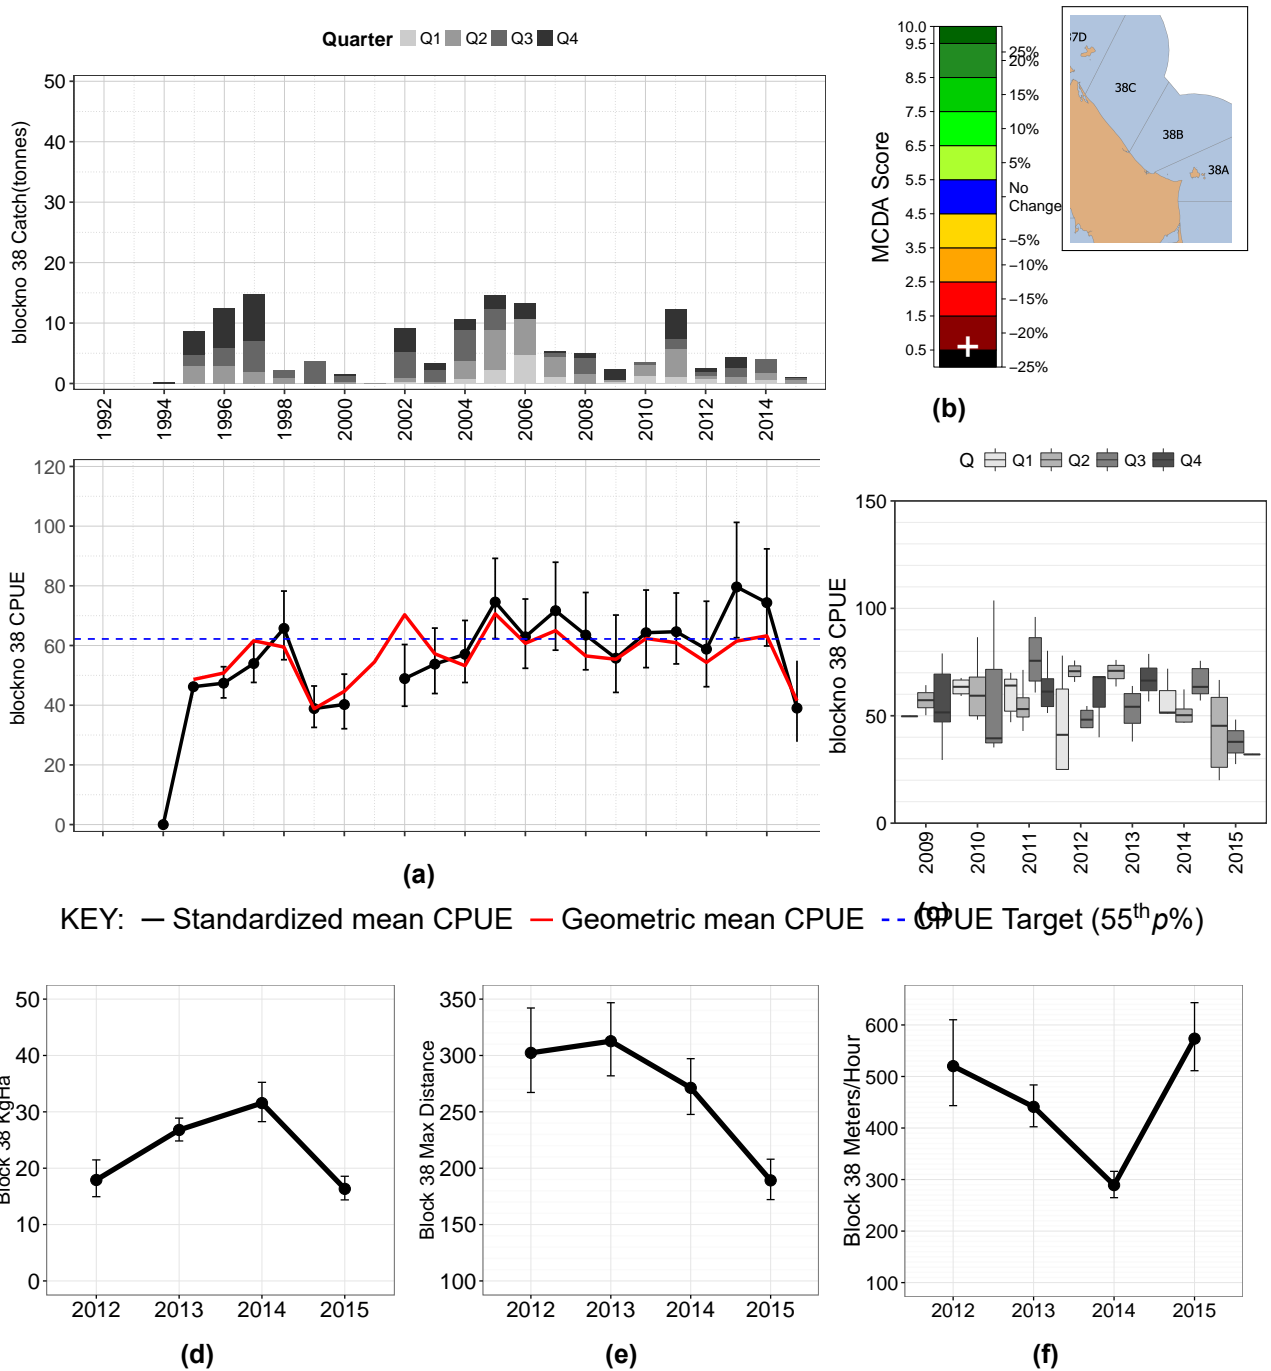 Quarter Q1 Q2 Q3 Q4
blockno 38 Catch(tonnes)
50
40
30
20
10
0
1992 1994 1996 1998 2000 2002 2004 2006 2008 2010 2012 2014
blockno 38 CPUE
120
100
80
60
40
20
0
(a)
MCDA Score
10.0
9.5
8.5
7.5
6.5
5.5
4.5
3.5
2.5
1.5
0.5
25%
20%
15%
10%
5%
No
Change
−5%
−10%
−15%
−20%
−25%
(b)
37D
38C
38B
38A
Q Q1 Q2 Q3 Q4
blockno 38 CPUE
150
100
50
0
2009 2010 2011 2012 2013 2014 2015
(c)
KEY: Standardized mean CPUE Geometric mean CPUE CPUE Target (55th p%)
Block 38 KgHa
50
40
30
20
10
0
2012 2013 2014 2015
(d)
Block 38 Max Distance
350
300
250
200
150
100
2012 2013 2014 2015
(e)
Block 38 Meters/Hour
600
500
400
300
200
100
2012 2013 2014 2015
(f)